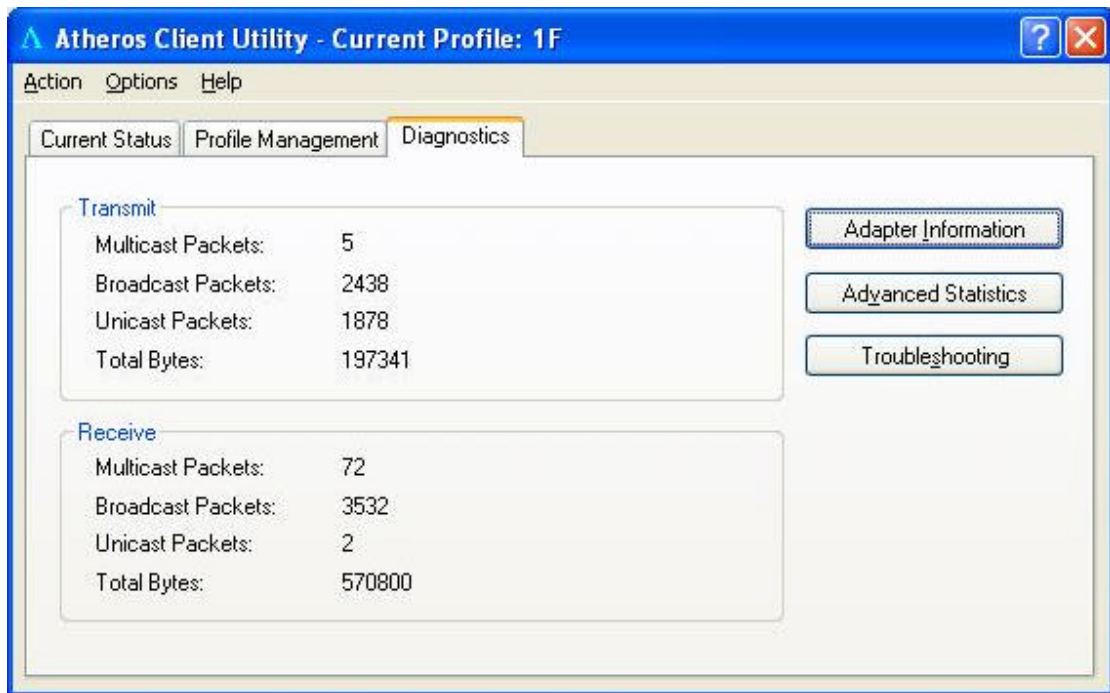 Atheros Client Utility - Current Profile: 1F
Action Options Help
Current Status Profile Management Diagnostics
Transmit
Multicast Packets: 5
Broadcast Packets: 2438
Unicast Packets: 1878
Total Bytes: 197341
Receive
Multicast Packets: 72
Broadcast Packets: 3532
Unicast Packets: 2
Total Bytes: 570800
Adapter Information
Advanced Statistics
Troubleshooting